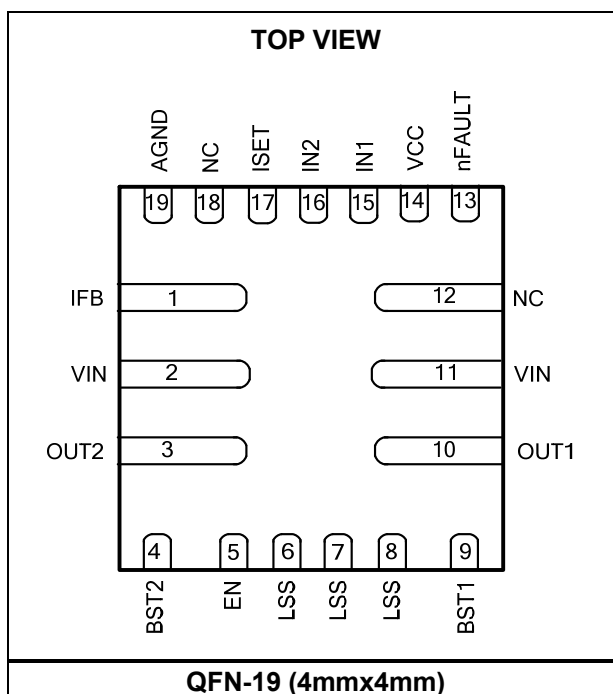 TOP VIEW
AGND NC ISET IN2 IN1 VCC nFAULT
19 18 17 16 15 14 13
IFB 1 12 NC
VIN 2 11 VIN
OUT2 3 10 OUT1
4 5 6 7 8 9
BST2 EN LSS LSS LSS BST1
QFN-19 (4mmx4mm)